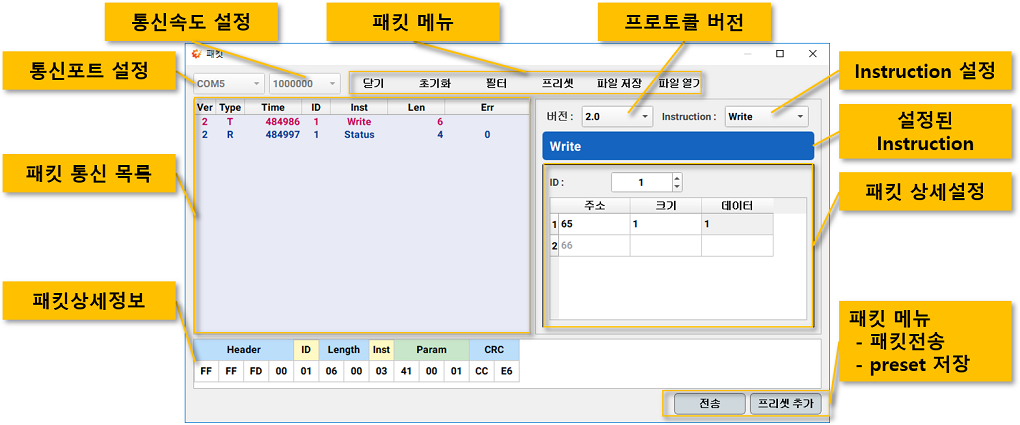 통신속도 설정
패킷 메뉴
프로토콜 버전
통신포트 설정
패킷
Instruction 설정
COM5
1000000
닫기 초기화 필터 프리셋 파일 저장 파일 열기
Ver Type Time ID Inst Len Err
2 T 484986 1 Write 6
2 R 484997 1 Status 4 0
버전 : 2.0 Instruction : Write
설정된
Instruction
Write
패킷 통신 목록
ID : 1
패킷 상세설정
주소 크기 데이터
1 65 1 1
2 66
패킷상세정보
패킷 메뉴
- 패킷전송
- preset 저장
Header ID Length Inst Param CRC
FF FF FD 00 01 06 00 03 41 00 01 CC E6
전송 프리셋 추가